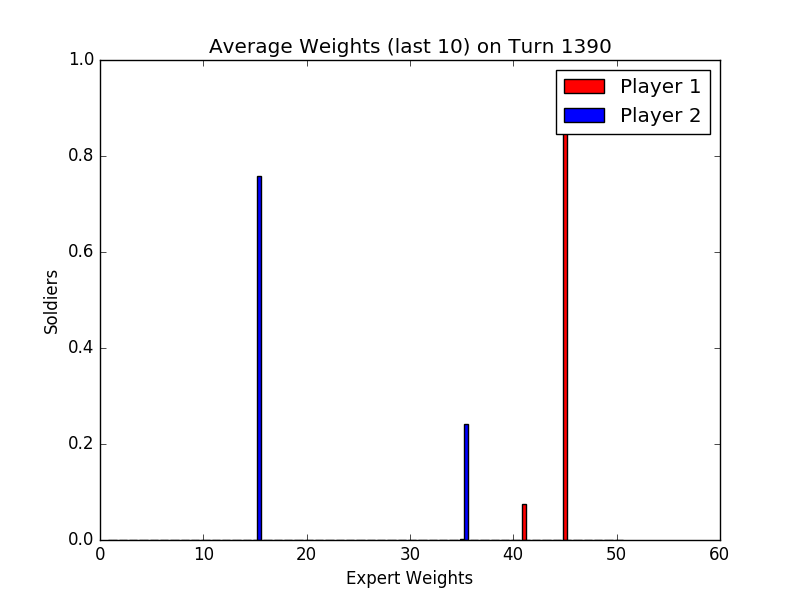 Average Weights (last 10) on Turn 1390
1.0
0.8
0.6
0.4
0.2
0.0
Soldiers
Player 1
Player 2
0 10 20 30 40 50 60
Expert Weights